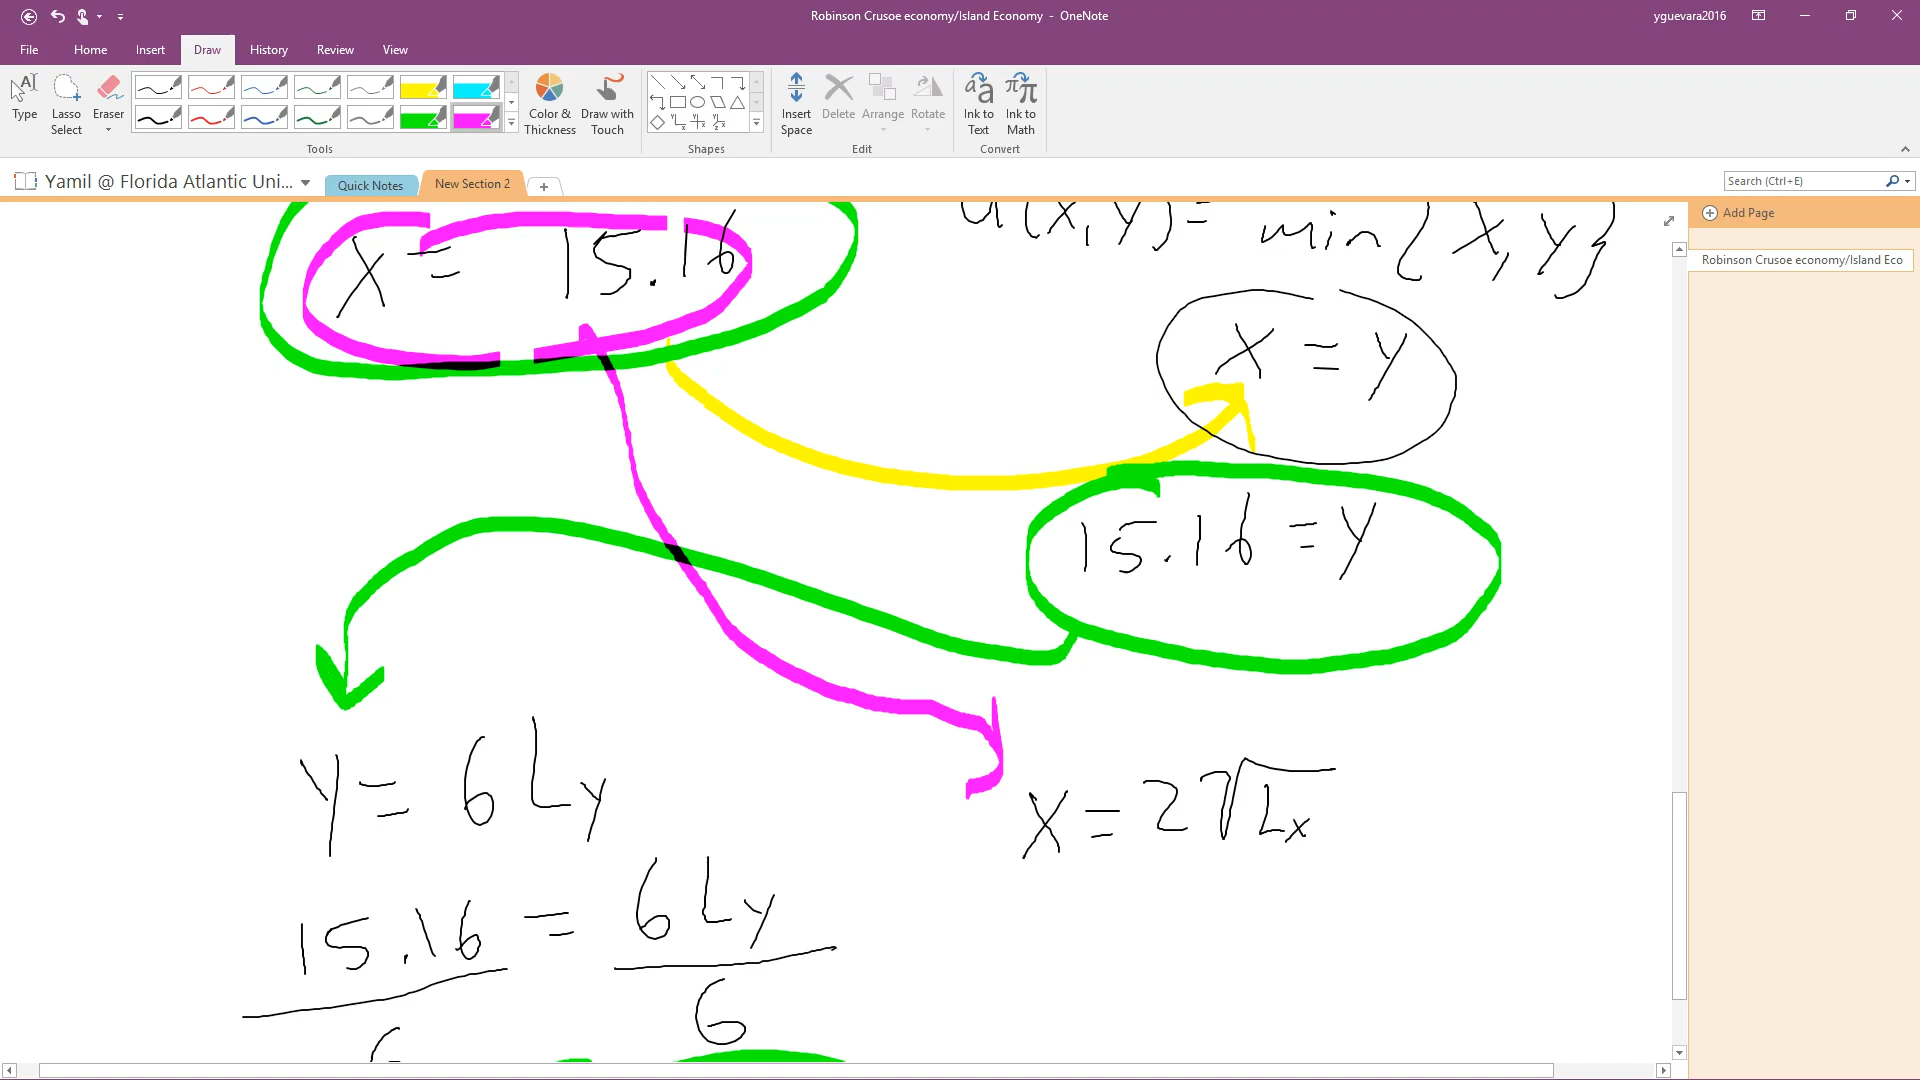 Robinson Crusoe economy/Island Economy - OneNote
yguevara2016
File Home Insert Draw History Review View
Type
Lasso Select
Eraser
Color & Thickness
Draw with Touch
Insert Space
Delete
Arrange
Rotate
Ink to Text
Ink to Math
Tools
Shapes
Edit
Convert
Yamil @ Florida Atlantic Uni...
Quick Notes
New Section 2
Search (Ctrl+E)
Add Page
Robinson Crusoe economy/Island Eco
u(x, y) = min{x, y}
x = 15.16
x = y
15.16 = y
y = 6Ly
x = 2√Lx
15.16 = 6Ly
6 6